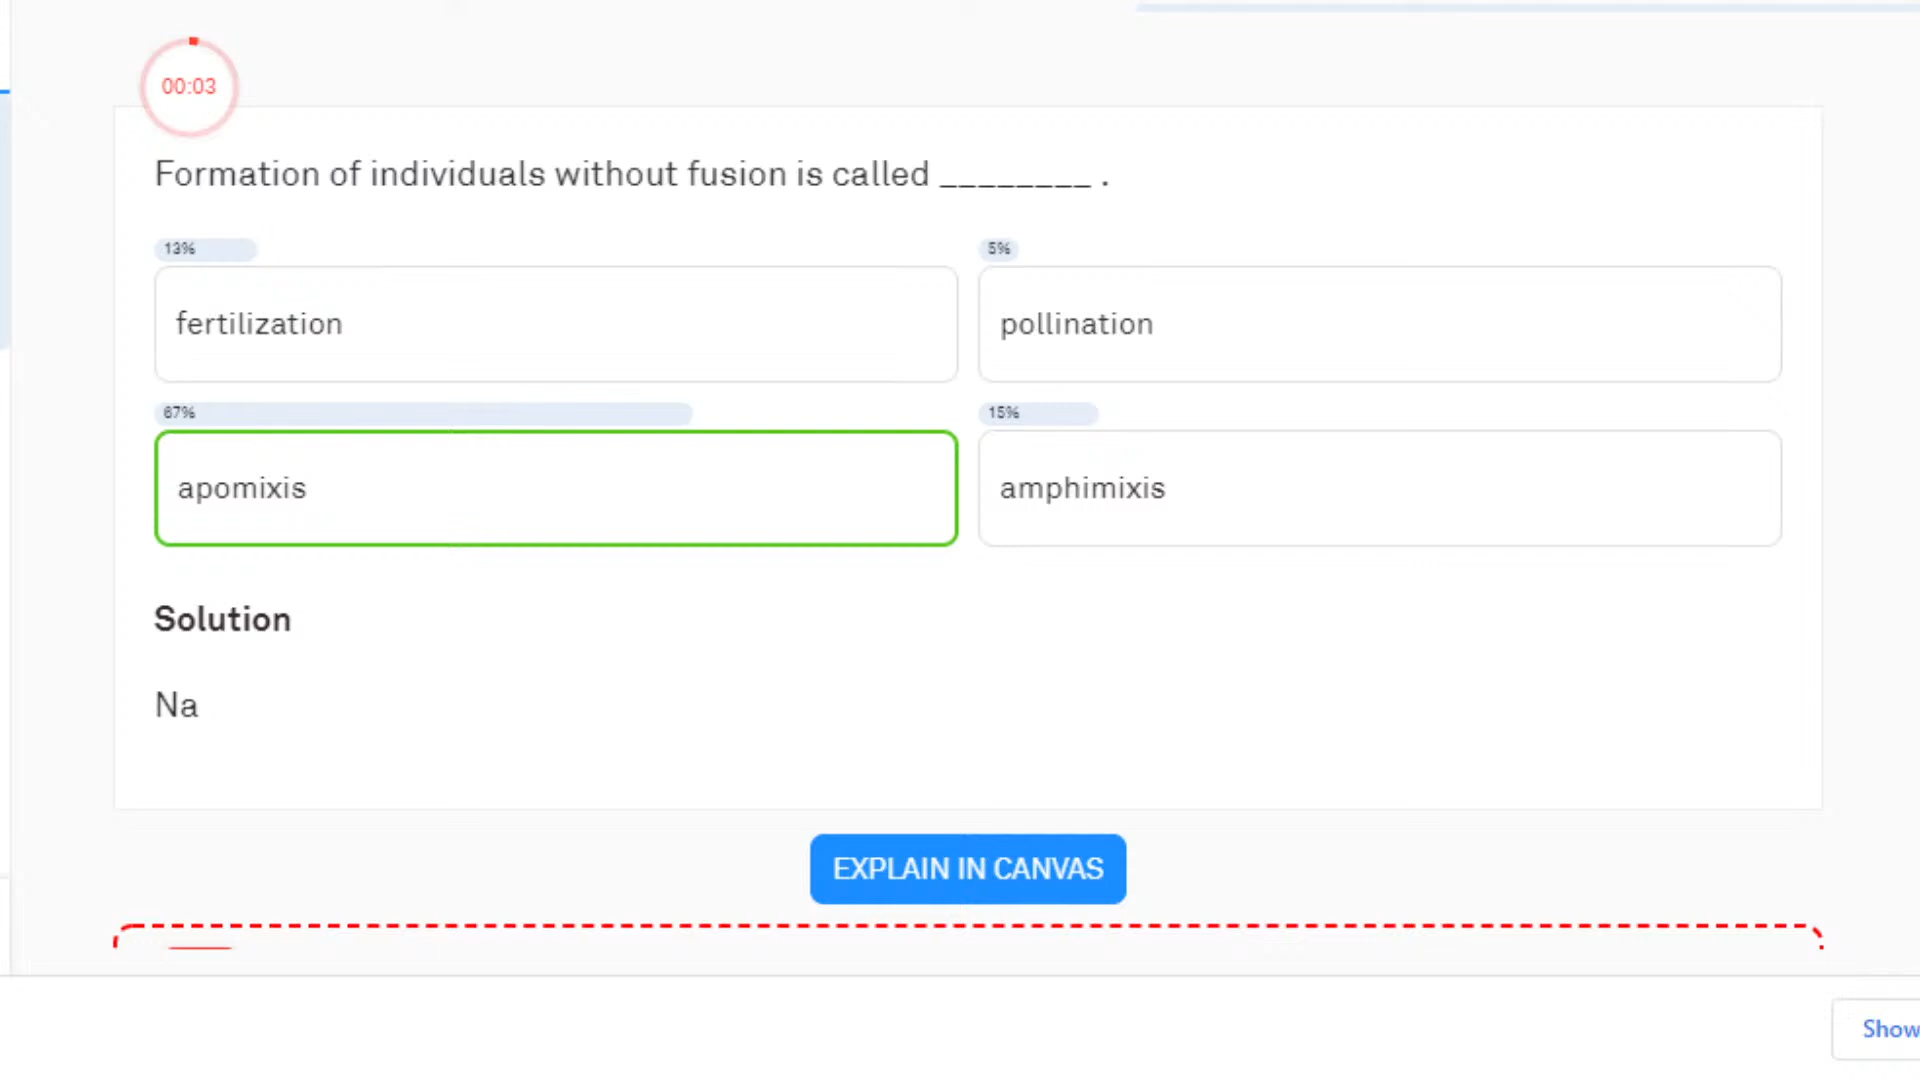 00:03
Formation of individuals without fusion is called ________ .
13%
5%
fertilization
pollination
67%
15%
apomixis
amphimixis
Solution
Na
EXPLAIN IN CANVAS
Show